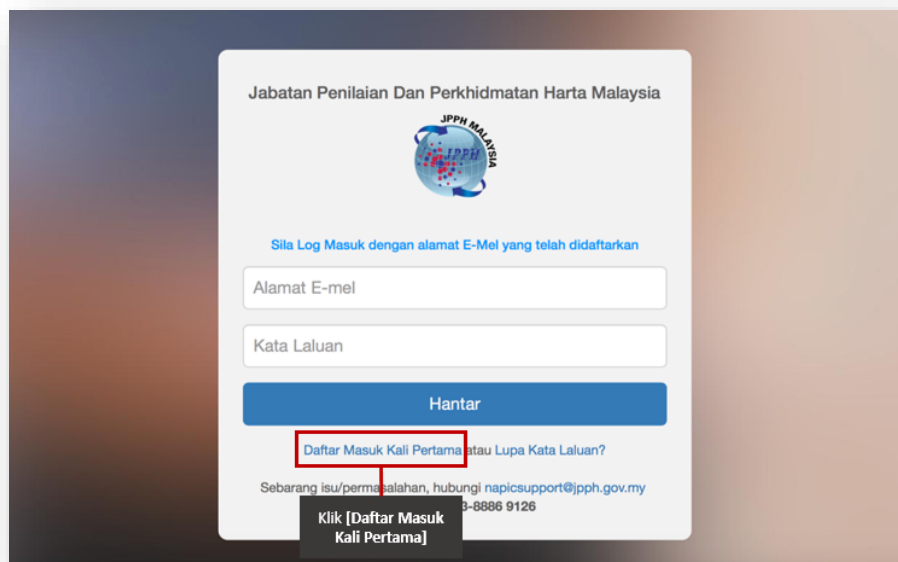 Jabatan Penilaian Dan Perkhidmatan Harta Malaysia
JPPH MALAYSIA
JPPH
Sila Log Masuk dengan alamat E-Mel yang telah didaftarkan
Alamat E-mel
Kata Laluan
Hantar
Daftar Masuk Kali Pertama atau Lupa Kata Laluan?
Sebarang isu/permasalahan, hubungi napicsupport@jpph.gov.my
3-8886 9126
Klik [Daftar Masuk
Kali Pertama]